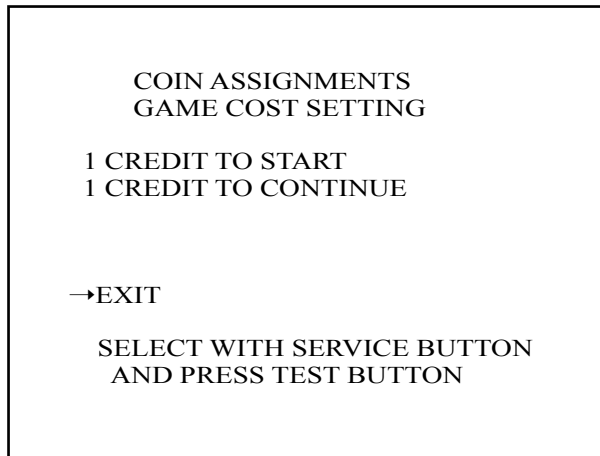 COIN ASSIGNMENTS
GAME COST SETTING
1 CREDIT TO START
1 CREDIT TO CONTINUE
→EXIT
SELECT WITH SERVICE BUTTON
AND PRESS TEST BUTTON